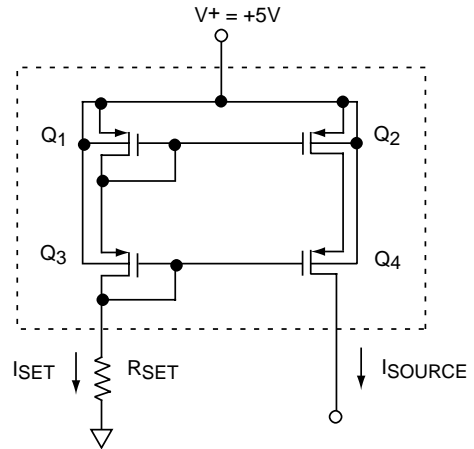 V+ = +5V
Q1
Q2
Q3
Q4
ISET
RSET
ISOURCE